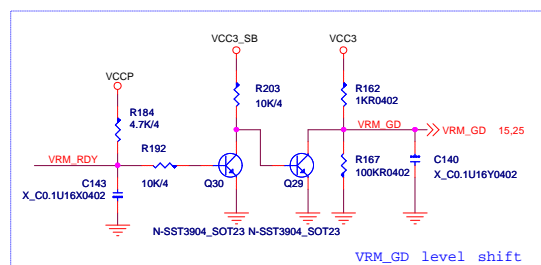 VCC3_SB
VCC3
VCCP
R203
10K/4
R162
1KR0402
R184
4.7K/4
VRM_GD
VRM_GD 15,25
R192
VRM_RDY
C143
X_C0.1U16X0402
10K/4
Q30
Q29
R167
100KR0402
C140
X_C0.1U16Y0402
N-SST3904_SOT23 N-SST3904_SOT23
VRM_GD level shift